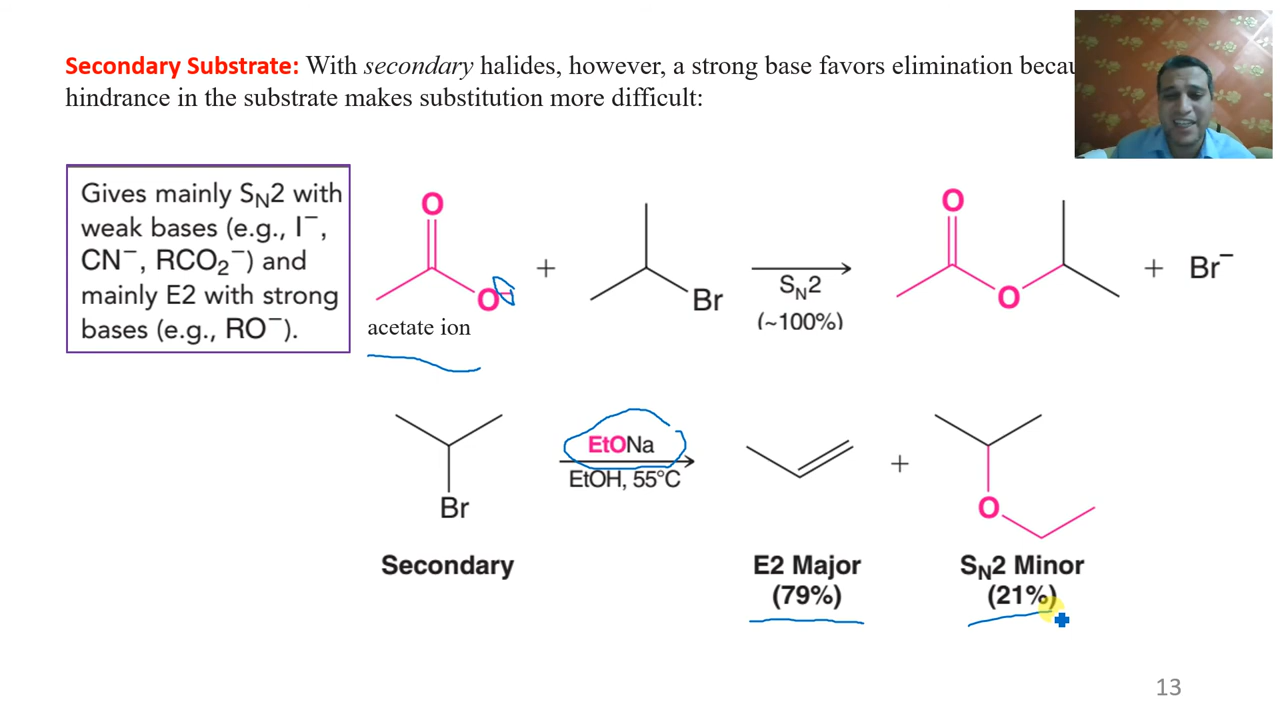 Secondary Substrate: With secondary halides, however, a strong base favors elimination
hindrance in the substrate makes substitution more difficult:
Gives mainly SN2 with
weak bases (e.g., I⁻,
CN⁻, RCO₂⁻) and
mainly E2 with strong
bases (e.g., RO⁻).
O
O
acetate ion
+
Br
SN2
(~100%)
O
O
+ Br⁻
Br
Secondary
EtONa
EtOH, 55°C
+
O
E2 Major
(79%)
SN2 Minor
(21%)
13